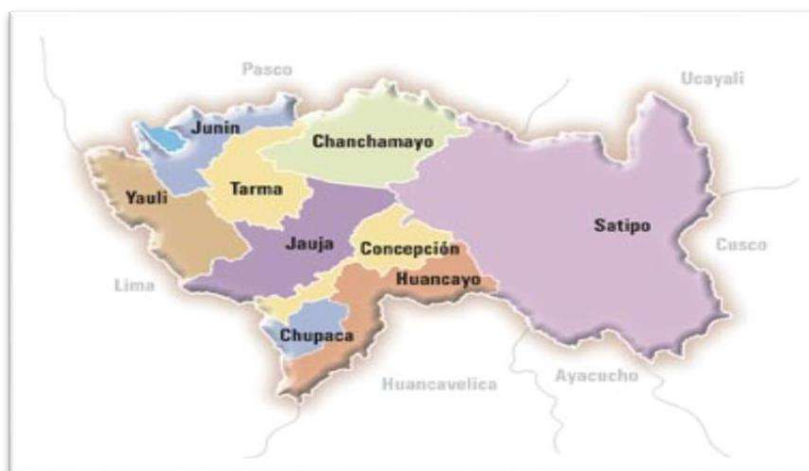 Pasco
Ucayali
Junin
Chanchamayo
Tarma
Yauli
Satipo
Jauja
Concepción
Cusco
Lima
Huancayo
Chupaca
Ayacucho
Huancavelica